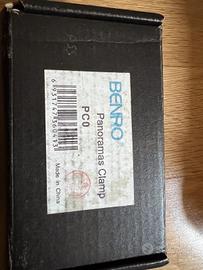 BENRO
Panoramas Clamp
PC0
Made in China